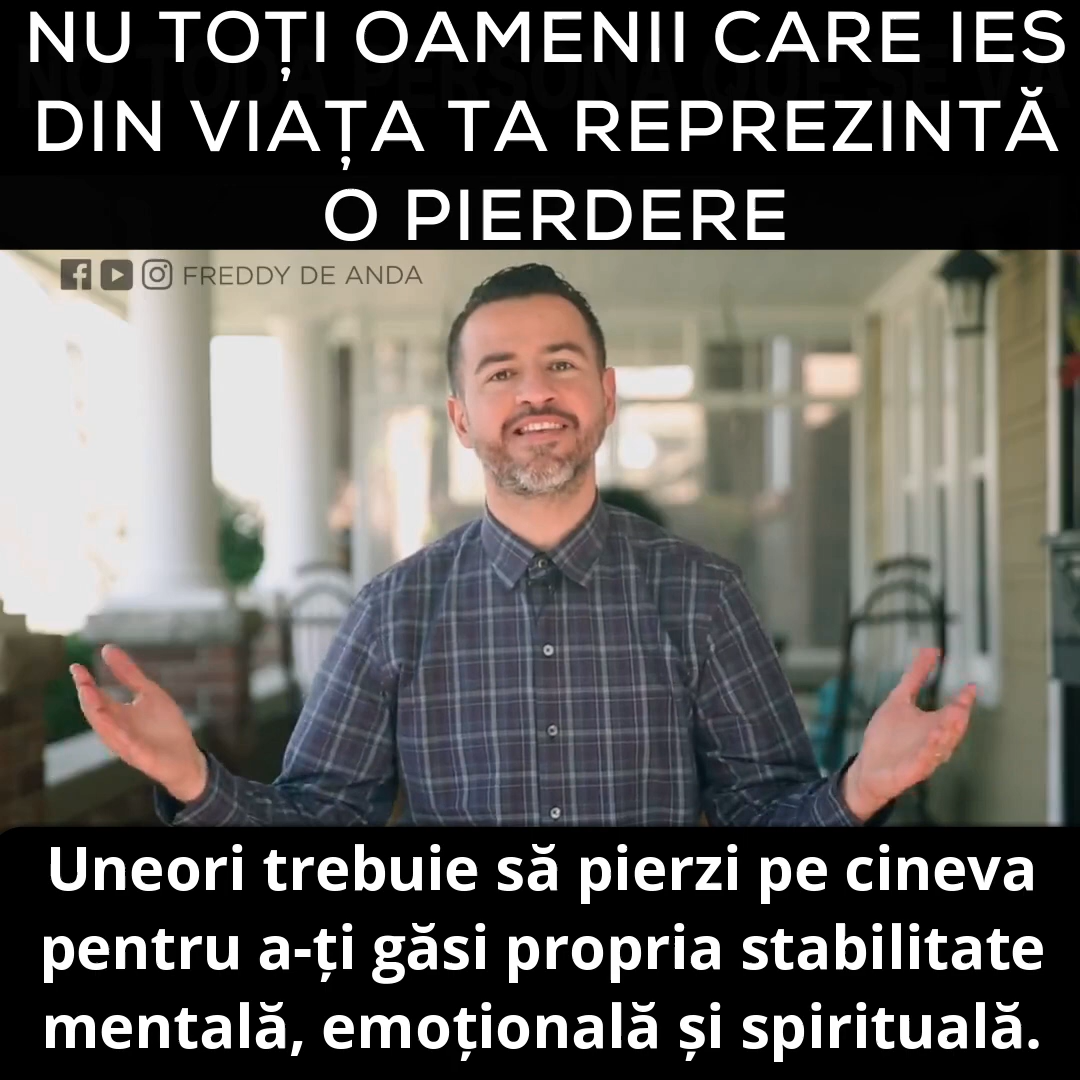 NU TOȚI OAMENII CARE IES
DIN VIAȚA TA REPREZINTĂ
O PIERDERE
FREDDY DE ANDA
Uneori trebuie să pierzi pe cineva
pentru a-ți găsi propria stabilitate
mentală, emoțională și spirituală.